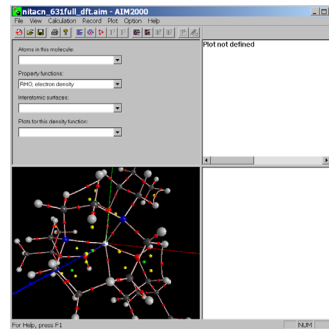 nitacn_631full_dft.aim - AIM2000
File View Calculation Record Plot Option Help
Atoms in this molecule:
Property functions:
RHO, electron density
Interatomic surfaces:
Plots for this density function:
Plot not defined
For Help, press F1
NUM